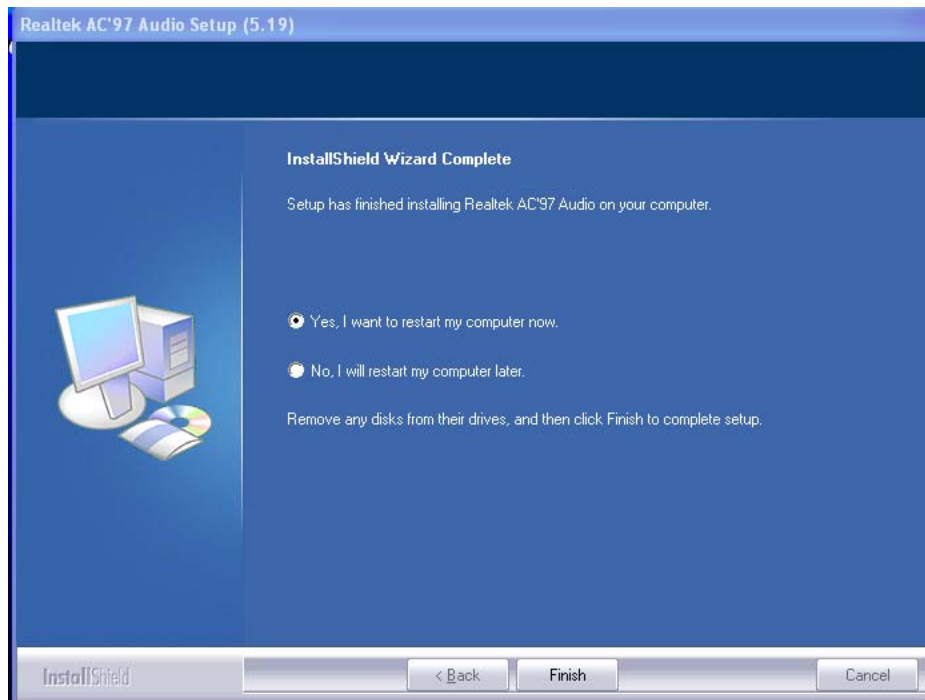 Realtek AC'97 Audio Setup (5.19)
InstallShield Wizard Complete
Setup has finished installing Realtek AC'97 Audio on your computer.
Yes, I want to restart my computer now.
No, I will restart my computer later.
Remove any disks from their drives, and then click Finish to complete setup.
InstallShield
< Back
Finish
Cancel